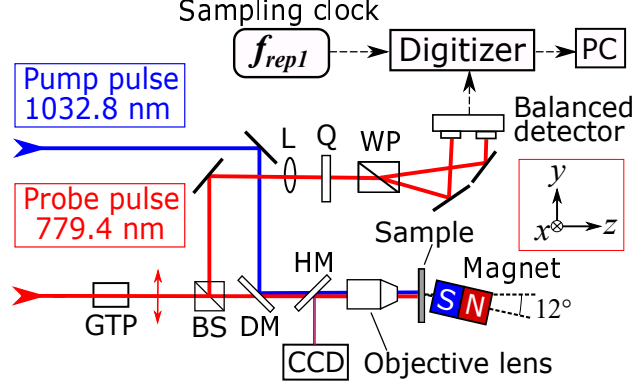 Sampling clock
f_rep1
Digitizer
PC
Pump pulse
1032.8 nm
Balanced
detector
L
Q
WP
Probe pulse
779.4 nm
y
x
z
Sample
HM
Magnet
S N
12°
GTP
BS
DM
CCD
Objective lens